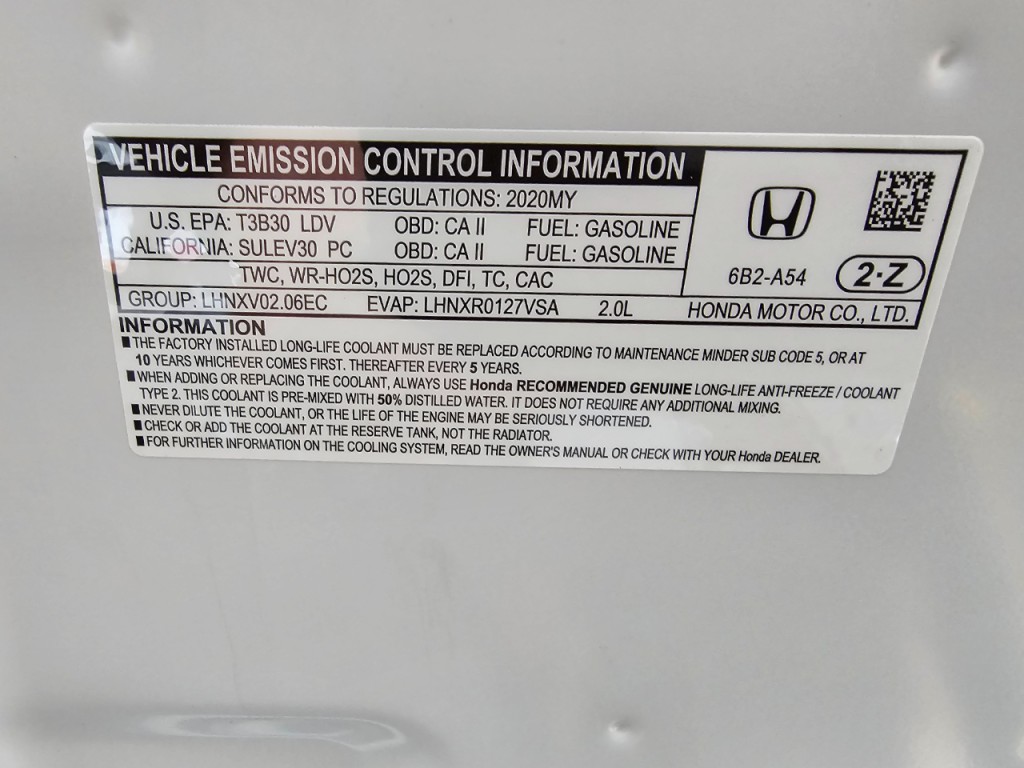 VEHICLE EMISSION CONTROL INFORMATION
CONFORMS TO REGULATIONS: 2020MY
U.S. EPA: T3B30 LDV OBD: CA II FUEL: GASOLINE
CALIFORNIA: SULEV30 PC OBD: CA II FUEL: GASOLINE
TWC, WR-HO2S, HO2S, DFI, TC, CAC
6B2-A54 2·Z
GROUP: LHNXV02.06EC EVAP: LHNXR0127VSA 2.0L HONDA MOTOR CO., LTD.
INFORMATION
■ THE FACTORY INSTALLED LONG-LIFE COOLANT MUST BE REPLACED ACCORDING TO MAINTENANCE MINDER SUB CODE 5, OR AT
10 YEARS WHICHEVER COMES FIRST. THEREAFTER EVERY 5 YEARS.
■ WHEN ADDING OR REPLACING THE COOLANT, ALWAYS USE Honda RECOMMENDED GENUINE LONG-LIFE ANTI-FREEZE / COOLANT
TYPE 2. THIS COOLANT IS PRE-MIXED WITH 50% DISTILLED WATER. IT DOES NOT REQUIRE ANY ADDITIONAL MIXING.
■ NEVER DILUTE THE COOLANT, OR THE LIFE OF THE ENGINE MAY BE SERIOUSLY SHORTENED.
■ CHECK OR ADD THE COOLANT AT THE RESERVE TANK, NOT THE RADIATOR.
■ FOR FURTHER INFORMATION ON THE COOLING SYSTEM, READ THE OWNER'S MANUAL OR CHECK WITH YOUR Honda DEALER.